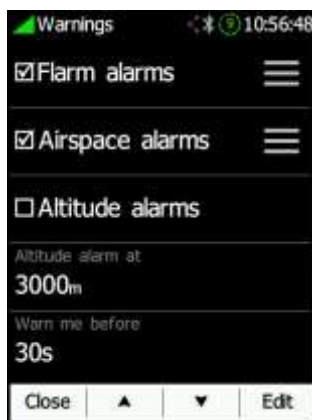 Warnings 9 10:56:48
Flarm alarms
Airspace alarms
Altitude alarms
Altitude alarm at
3000m
Warn me before
30s
Close ▲ ▼ Edit